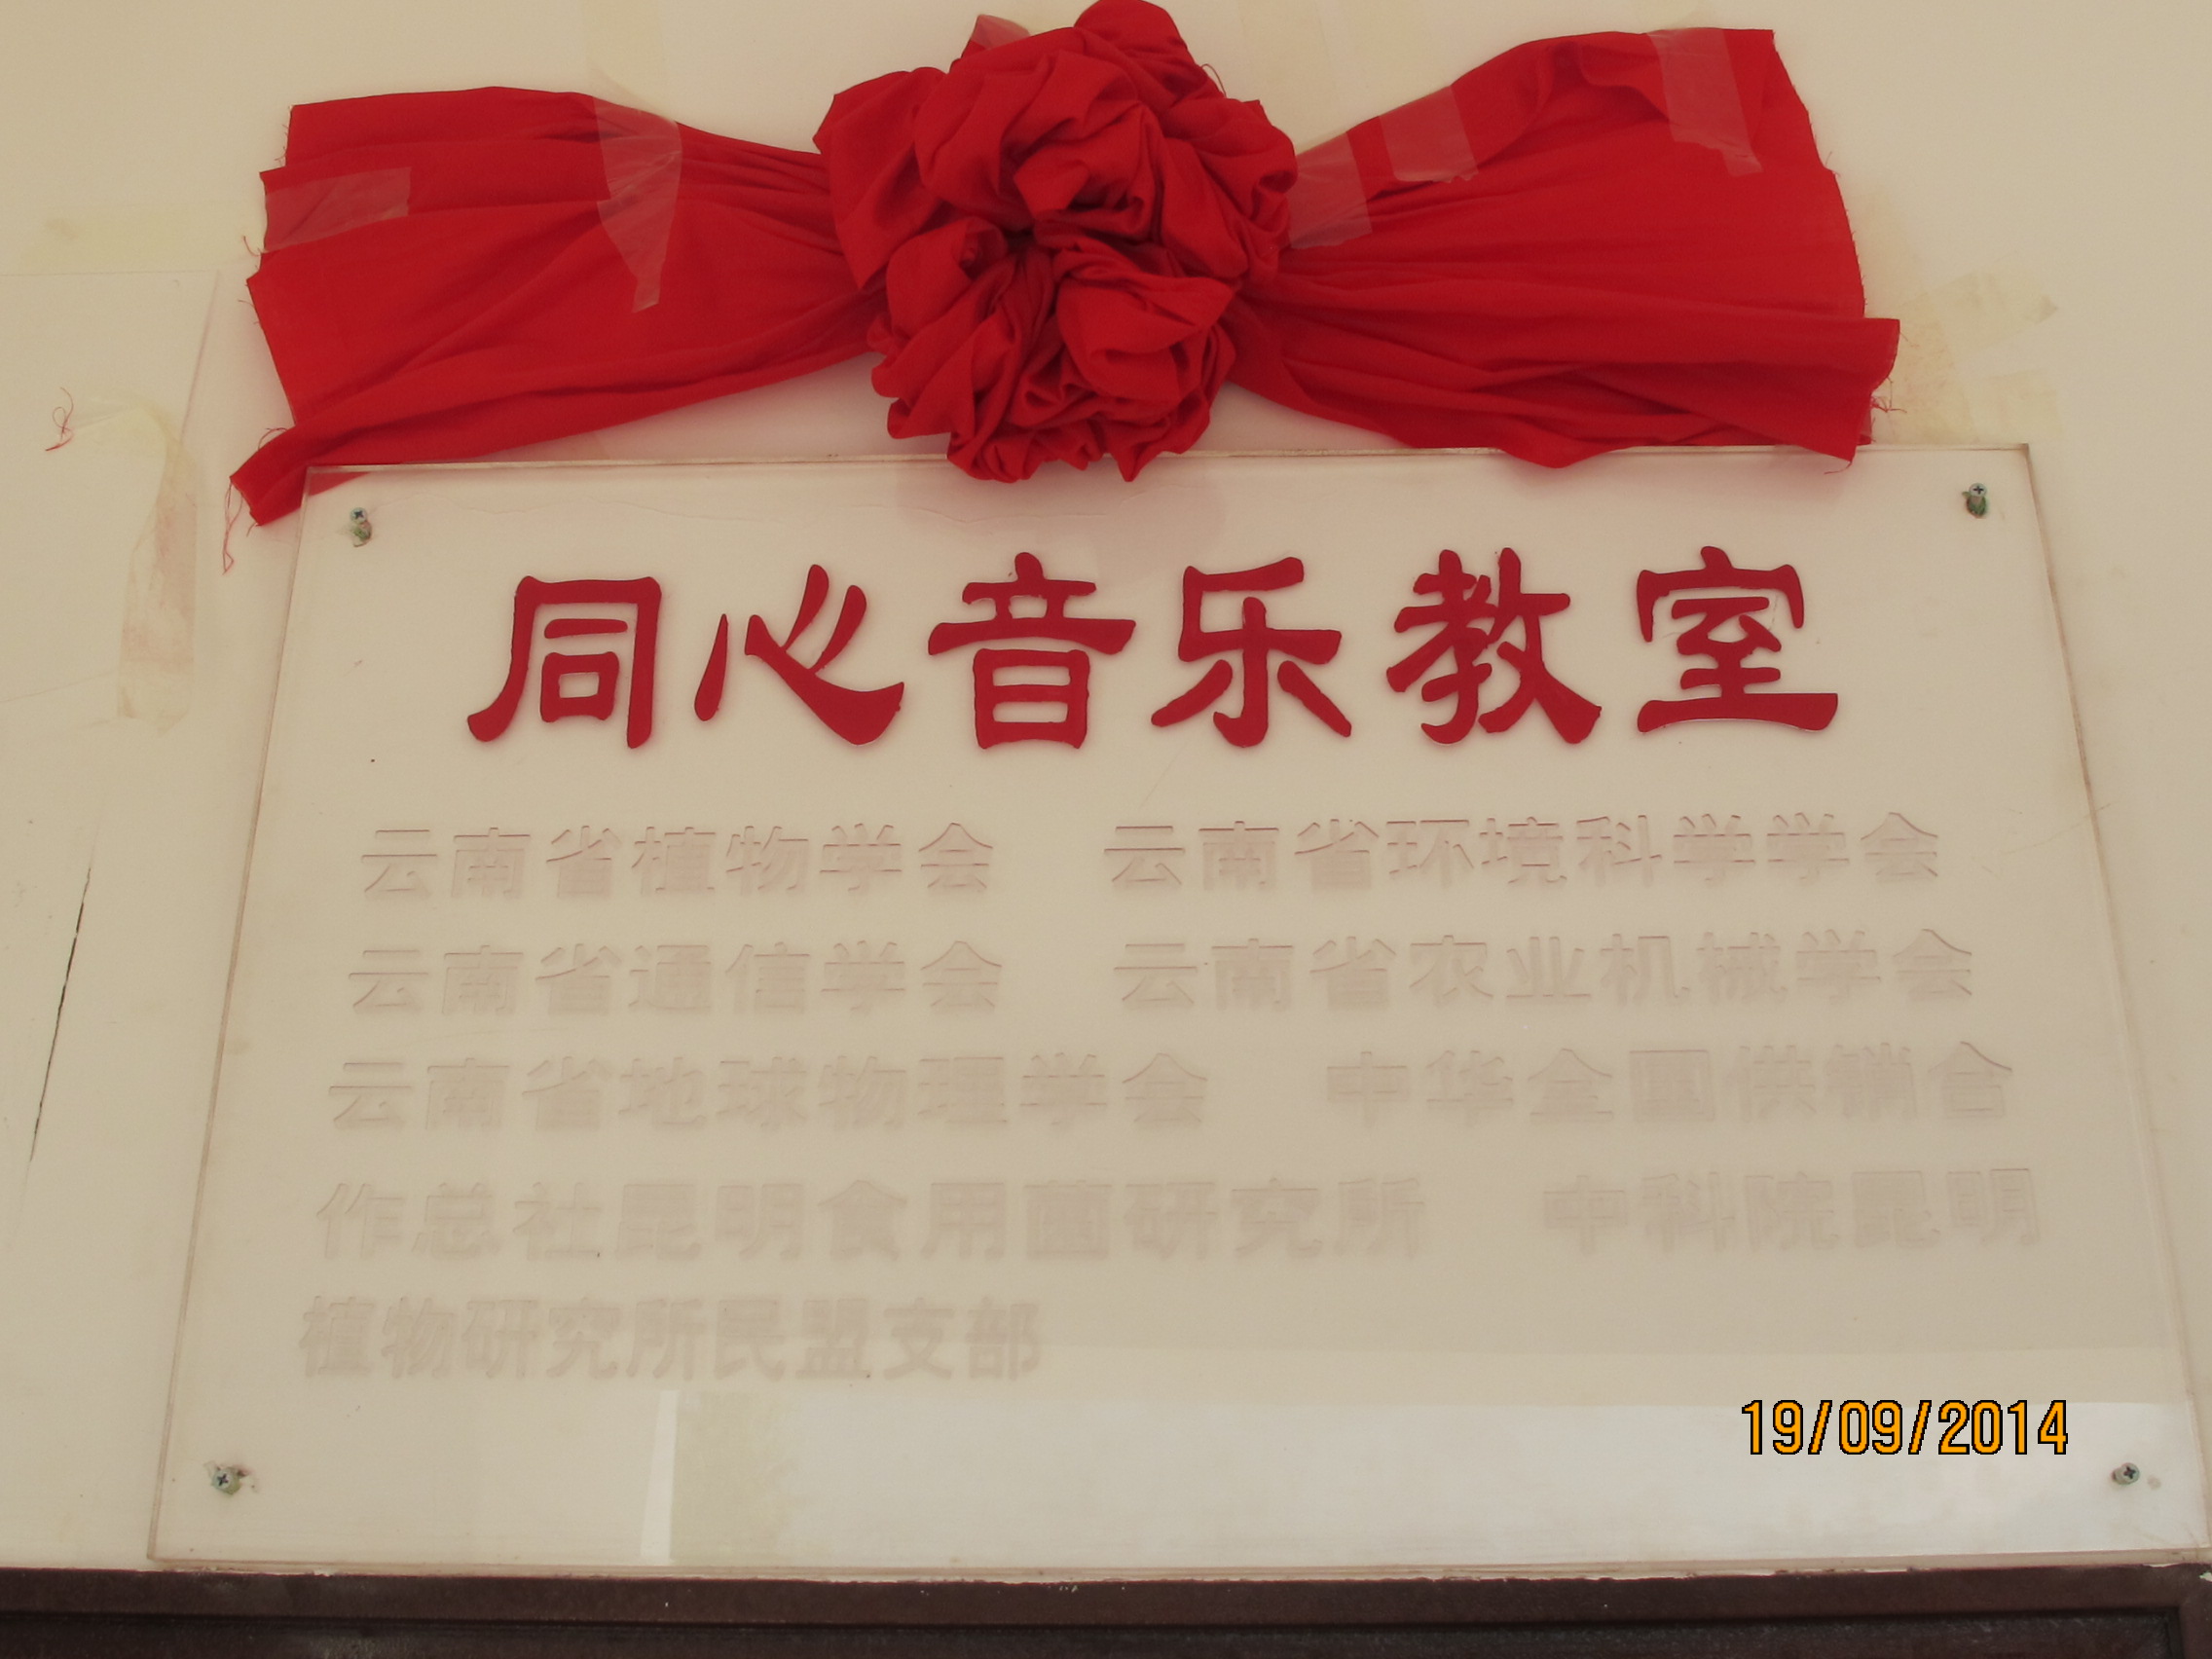 同心音乐教室
云南省植物学会 云南省环境科学学会
云南省通信学会 云南省农业机械学会
云南省地球物理学会 中华全国供销合
作总社昆明食用菌研究所 中科院昆明
植物研究所民盟支部
19/09/2014